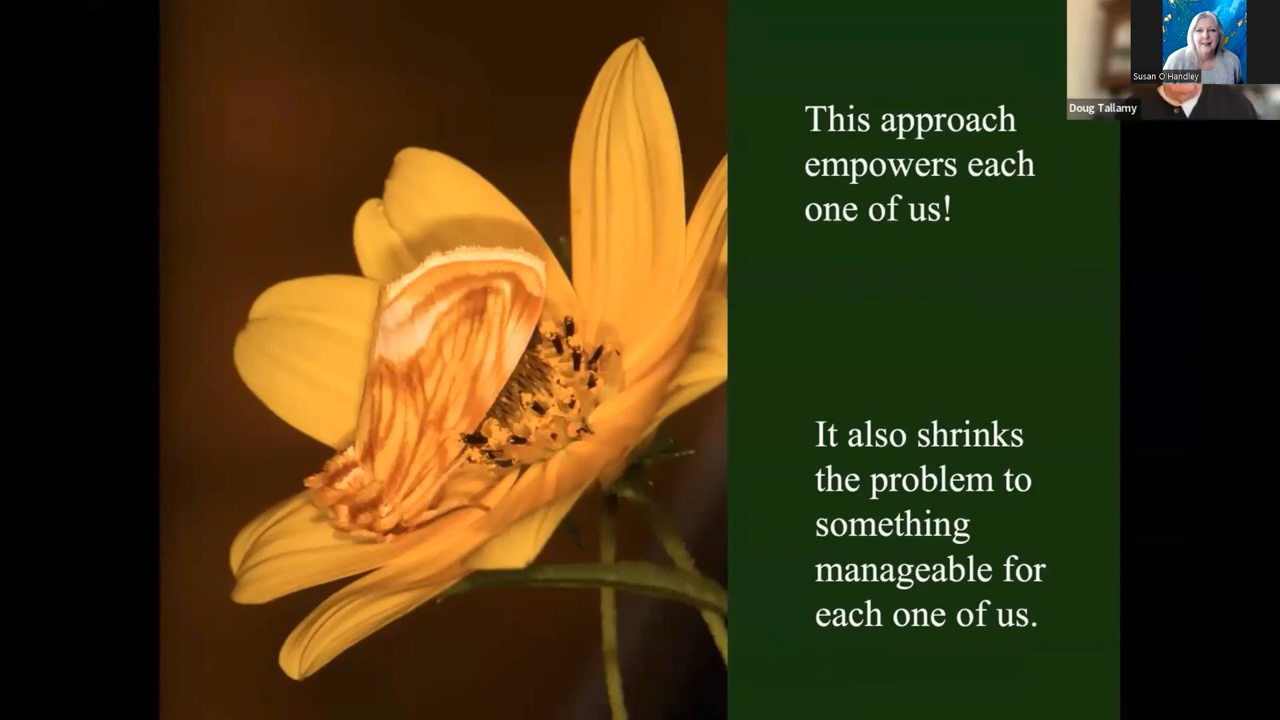 This approach
empowers each
one of us!
It also shrinks
the problem to
something
manageable for
each one of us.
Susan O'Handley
Doug Tallamy